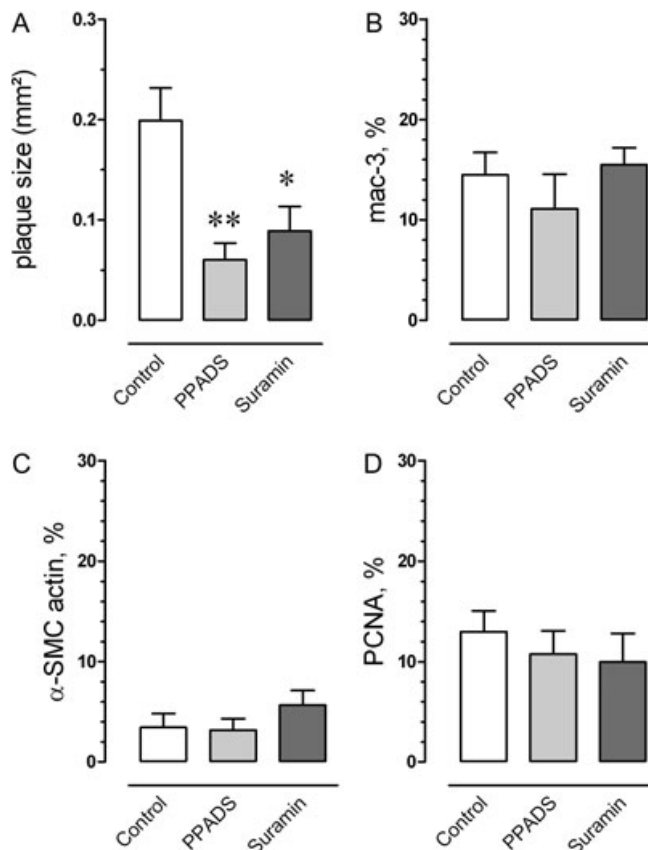 A
plaque size (mm²)
0.3
0.2
0.1
0.0
**
*
Control
PPADS
Suramin
B
mac-3, %
30
20
10
0
Control
PPADS
Suramin
C
α-SMC actin, %
30
20
10
0
Control
PPADS
Suramin
D
PCNA, %
30
20
10
0
Control
PPADS
Suramin